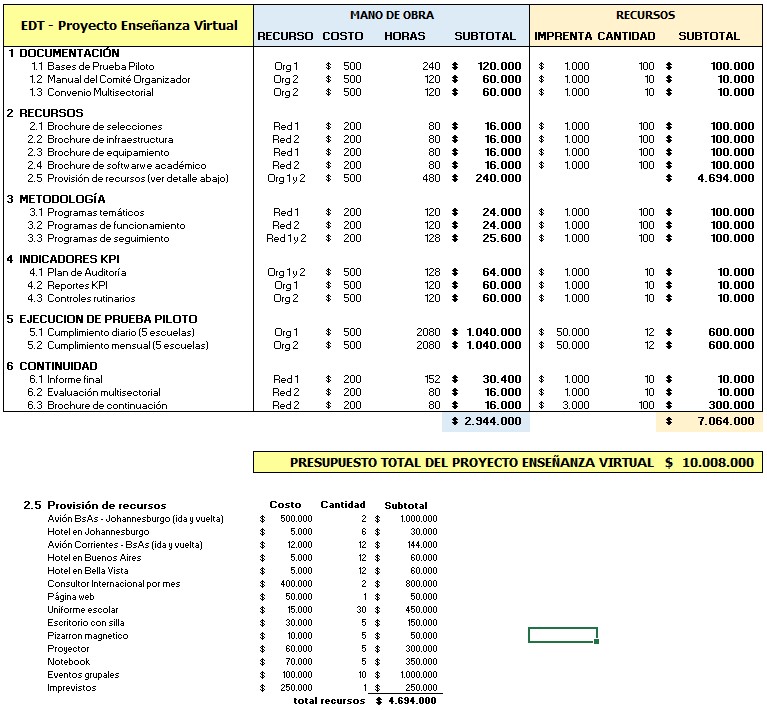 EDT - Proyecto Enseñanza Virtual MANO DE OBRA RECURSOS
RECURSO COSTO HORAS SUBTOTAL IMPRENTA CANTIDAD SUBTOTAL
1 DOCUMENTACIÓN
1.1 Bases de Prueba Piloto Org 1 $ 500 240 $ 120.000 $ 1.000 100 $ 100.000
1.2 Manual del Comité Organizador Org 2 $ 500 120 $ 60.000 $ 1.000 10 $ 10.000
1.3 Convenio Multisectorial Org 2 $ 500 120 $ 60.000 $ 1.000 10 $ 10.000
2 RECURSOS
2.1 Brochure de selecciones Red 1 $ 200 80 $ 16.000 $ 1.000 100 $ 100.000
2.2 Brochure de infraestructura Red 2 $ 200 80 $ 16.000 $ 1.000 100 $ 100.000
2.3 Brochure de equipamiento Red 1 $ 200 80 $ 16.000 $ 1.000 100 $ 100.000
2.4 Brochure de softwarwe académico Red 2 $ 200 80 $ 16.000 $ 1.000 100 $ 100.000
2.5 Provisión de recursos (ver detalle abajo) Org 1 y 2 $ 500 480 $ 240.000 $ 4.694.000
3 METODOLOGÍA
3.1 Programas temáticos Red 1 $ 200 120 $ 24.000 $ 1.000 100 $ 100.000
3.2 Programas de funcionamiento Red 2 $ 200 120 $ 24.000 $ 1.000 100 $ 100.000
3.3 Programas de seguimiento Red 1 y 2 $ 200 128 $ 25.600 $ 1.000 100 $ 100.000
4 INDICADORES KPI
4.1 Plan de Auditoría Org 1 y 2 $ 500 128 $ 64.000 $ 1.000 10 $ 10.000
4.2 Reportes KPI Org 1 $ 500 120 $ 60.000 $ 1.000 10 $ 10.000
4.3 Controles rutinarios Org 2 $ 500 120 $ 60.000 $ 1.000 10 $ 10.000
5 EJECUCION DE PRUEBA PILOTO
5.1 Cumplimiento diario (5 escuelas) Org 1 $ 500 2080 $ 1.040.000 $ 50.000 12 $ 600.000
5.2 Cumplimiento mensual (5 escuelas) Org 2 $ 500 2080 $ 1.040.000 $ 50.000 12 $ 600.000
6 CONTINUIDAD
6.1 Informe final Red 1 $ 200 152 $ 30.400 $ 1.000 10 $ 10.000
6.2 Evaluación multisectorial Red 2 $ 200 80 $ 16.000 $ 1.000 10 $ 10.000
6.3 Brochure de continuación Red 2 $ 200 80 $ 16.000 $ 3.000 100 $ 300.000
$ 2.944.000 $ 7.064.000
PRESUPUESTO TOTAL DEL PROYECTO ENSEÑANZA VIRTUAL $ 10.008.000
2.5 Provisión de recursos Costo Cantidad Subtotal
Avión BsAs - Johannesburgo (ida y vuelta) $ 500.000 2 $ 1.000.000
Hotel en Johannesburgo $ 5.000 6 $ 30.000
Avión Corrientes - BsAs (ida y vuelta) $ 12.000 12 $ 144.000
Hotel en Buenos Aires $ 5.000 12 $ 60.000
Hotel en Bella Vista $ 5.000 12 $ 60.000
Consultor Internacional por mes $ 400.000 2 $ 800.000
Página web $ 50.000 1 $ 50.000
Uniforme escolar $ 15.000 30 $ 450.000
Escritorio con silla $ 30.000 5 $ 150.000
Pizarron magnetico $ 10.000 5 $ 50.000
Proyector $ 60.000 5 $ 300.000
Notebook $ 70.000 5 $ 350.000
Eventos grupales $ 100.000 10 $ 1.000.000
Imprevistos $ 250.000 1 $ 250.000
total recursos $ 4.694.000